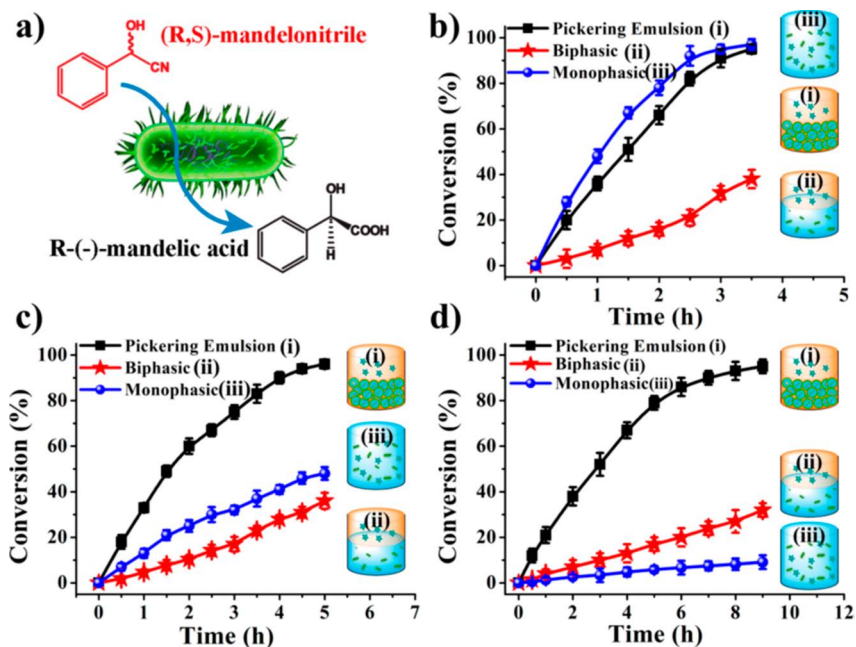 a)
OH
(R,S)-mandelonitrile
CN
OH
COOH
H
R-(-)-mandelic acid
b)
Pickering Emulsion (i)
Biphasic (ii)
Monophasic (iii)
100
80
60
40
20
0
Conversion (%)
0 1 2 3 4 5
Time (h)
(iii)
(i)
(ii)
c)
Pickering Emulsion (i)
Biphasic (ii)
Monophasic(iii)
100
80
60
40
20
0
Conversion (%)
0 1 2 3 4 5 6 7
Time (h)
(i)
(iii)
(ii)
d)
Pickering Emulsion (i)
Biphasic (ii)
Monophasic(iii)
100
80
60
40
20
0
Conversion (%)
0 2 4 6 8 10 12
Time (h)
(i)
(ii)
(iii)